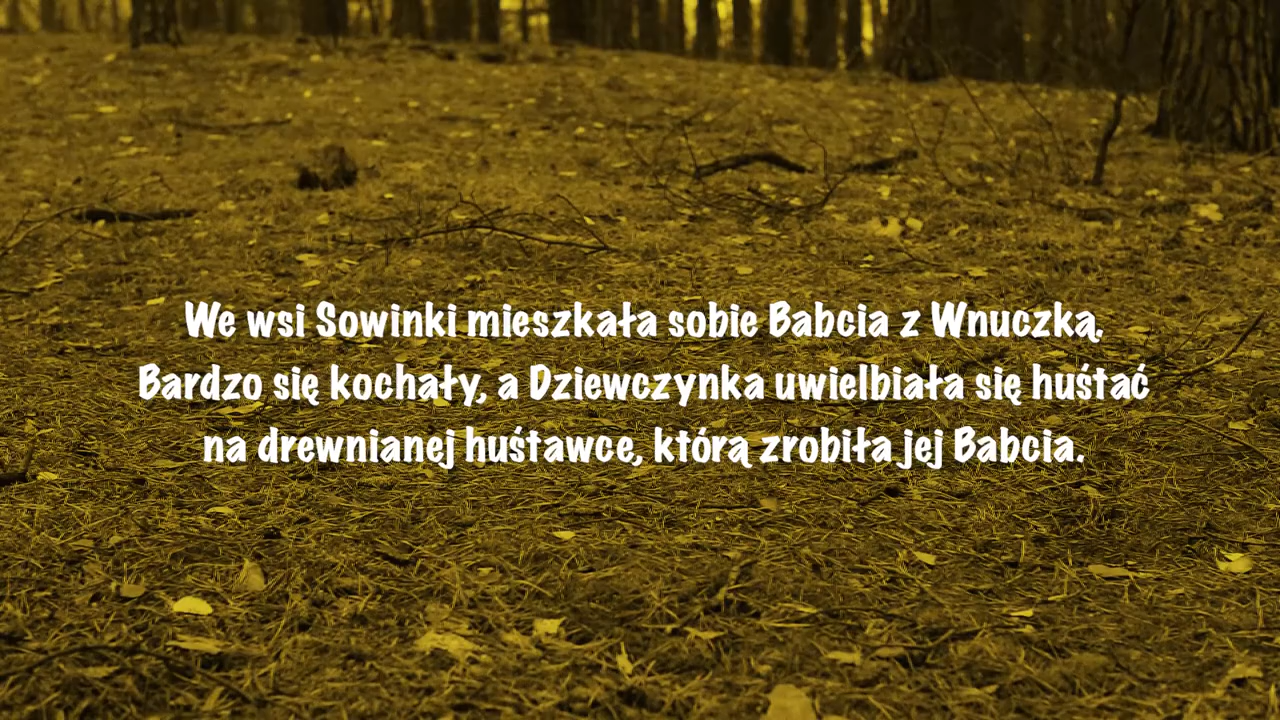 We wsi Sowinki mieszkała sobie Babcia z Wnuczką.
Bardzo się kochały, a Dziewczynka uwielbiała się huśtać
na drewnianej huśtawce, którą zrobiła jej Babcia.